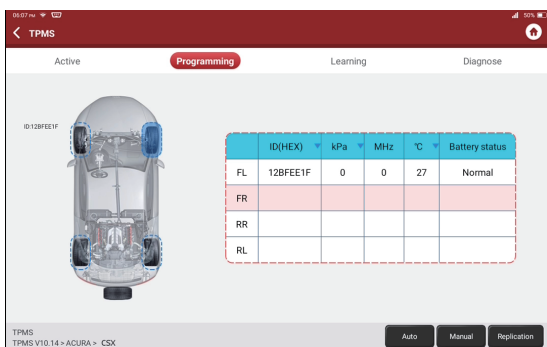 06:07 PM 50%
TPMS
Active Programming Learning Diagnose
ID:12BFEE1F
ID(HEX) kPa MHz ℃ Battery status
FL 12BFEE1F 0 0 27 Normal
FR
RR
RL
TPMS
TPMS V10.14 > ACURA > CSX
Auto Manual Replication